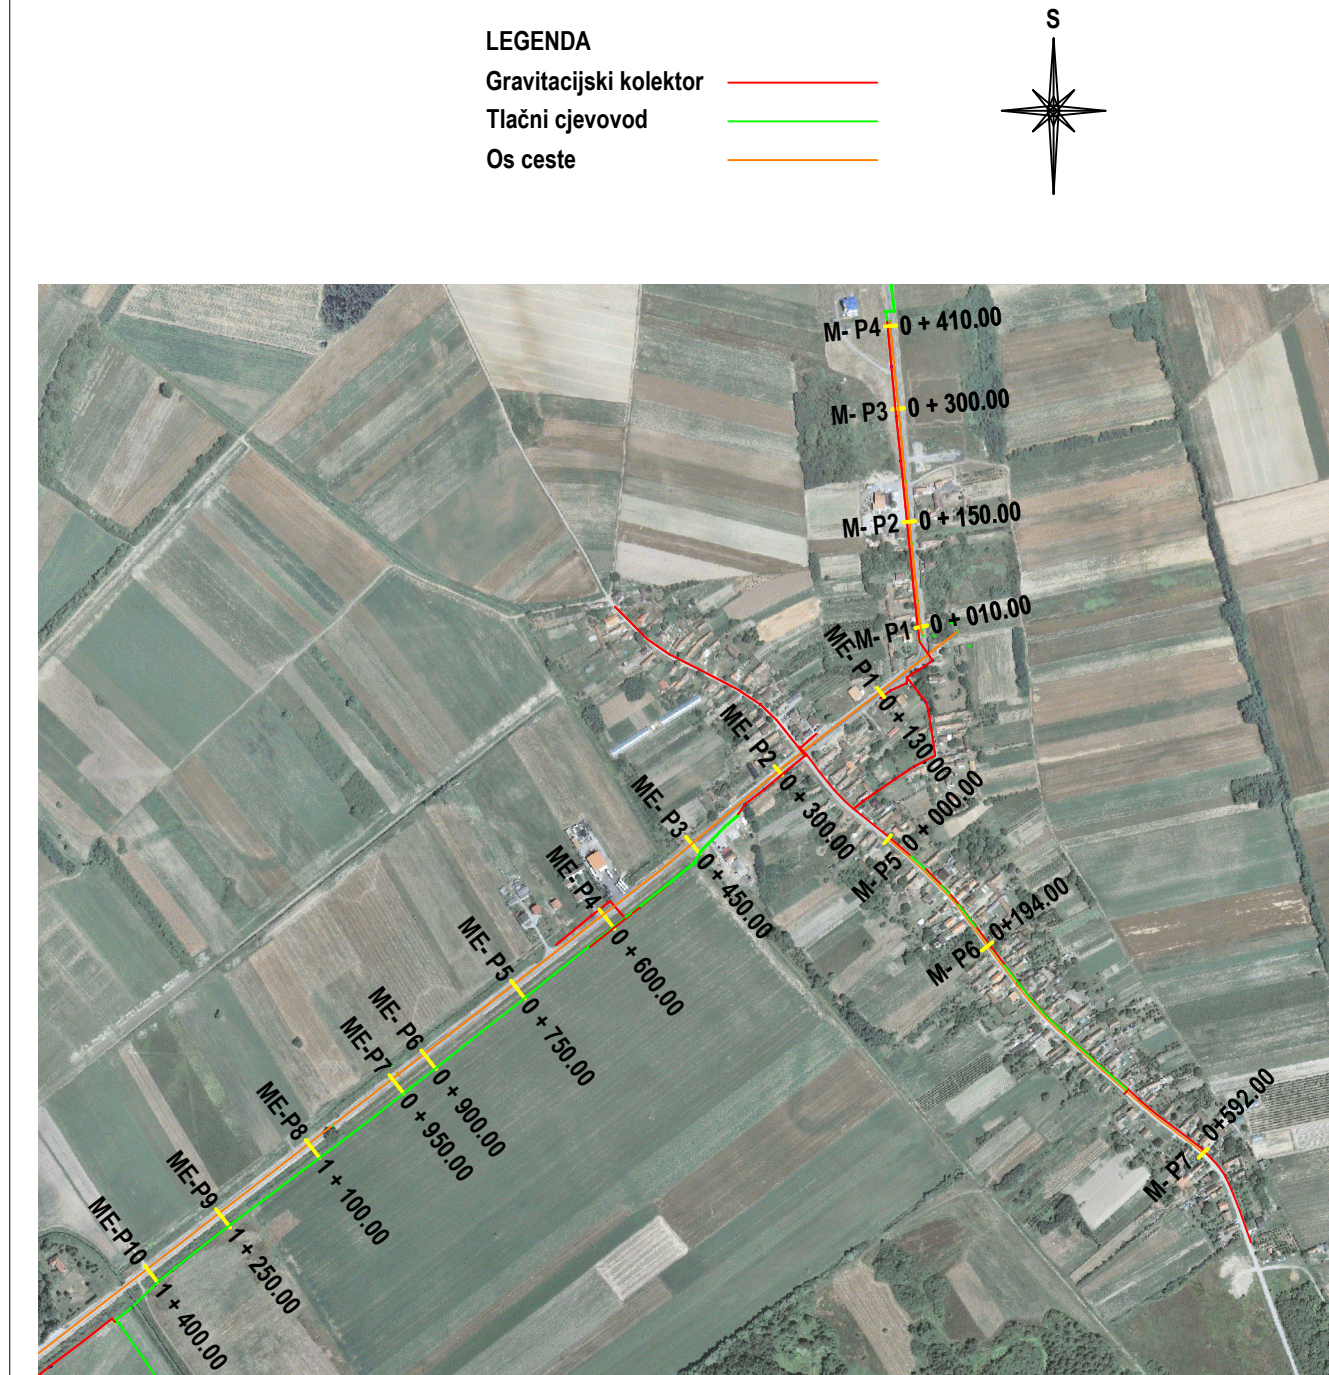 S
LEGENDA
Gravitacijski kolektor
Tlačni cjevovod
Os ceste
M- P4 0 + 410.00
M- P3 0 + 300.00
M- P2 0 + 150.00
M- P1 0 + 010.00
ME- P1 0 + 130.00
ME- P2 0 + 300.00
ME- P3 0 + 450.00
M- P5 0 + 000.00
ME- P4 0 + 600.00
M- P6 0+194.00
ME- P5 0 + 750.00
ME- P6 0 + 900.00
ME-P7 0 + 950.00
ME-P8 1 + 100.00
M- P7 0+592.00
ME-P9 1 + 250.00
ME-P10 1 + 400.00